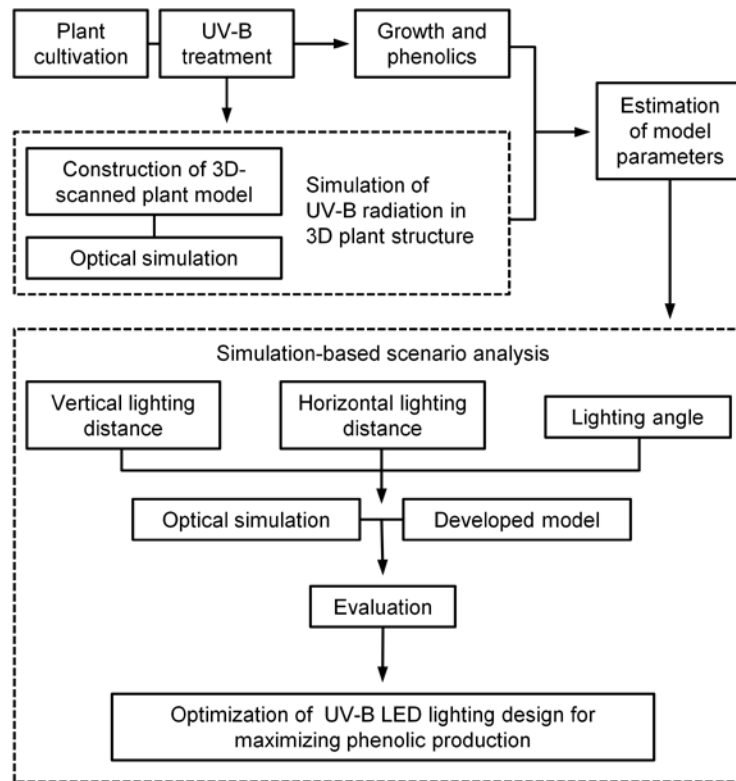 Plant
cultivation
UV-B
treatment
Growth and
phenolics
Estimation
of model
parameters
Construction of 3D-
scanned plant model
Optical simulation
Simulation of
UV-B radiation in
3D plant structure
Simulation-based scenario analysis
Vertical lighting
distance
Horizontal lighting
distance
Lighting angle
Optical simulation
Developed model
Evaluation
Optimization of UV-B LED lighting design for
maximizing phenolic production